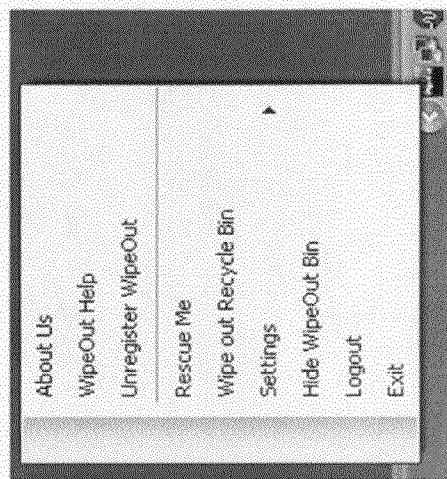 About Us
WipeOut Help
Unregister WipeOut
Rescue Me
Wipe out Recycle Bin
Settings
Hide WipeOut Bin
Logout
Exit